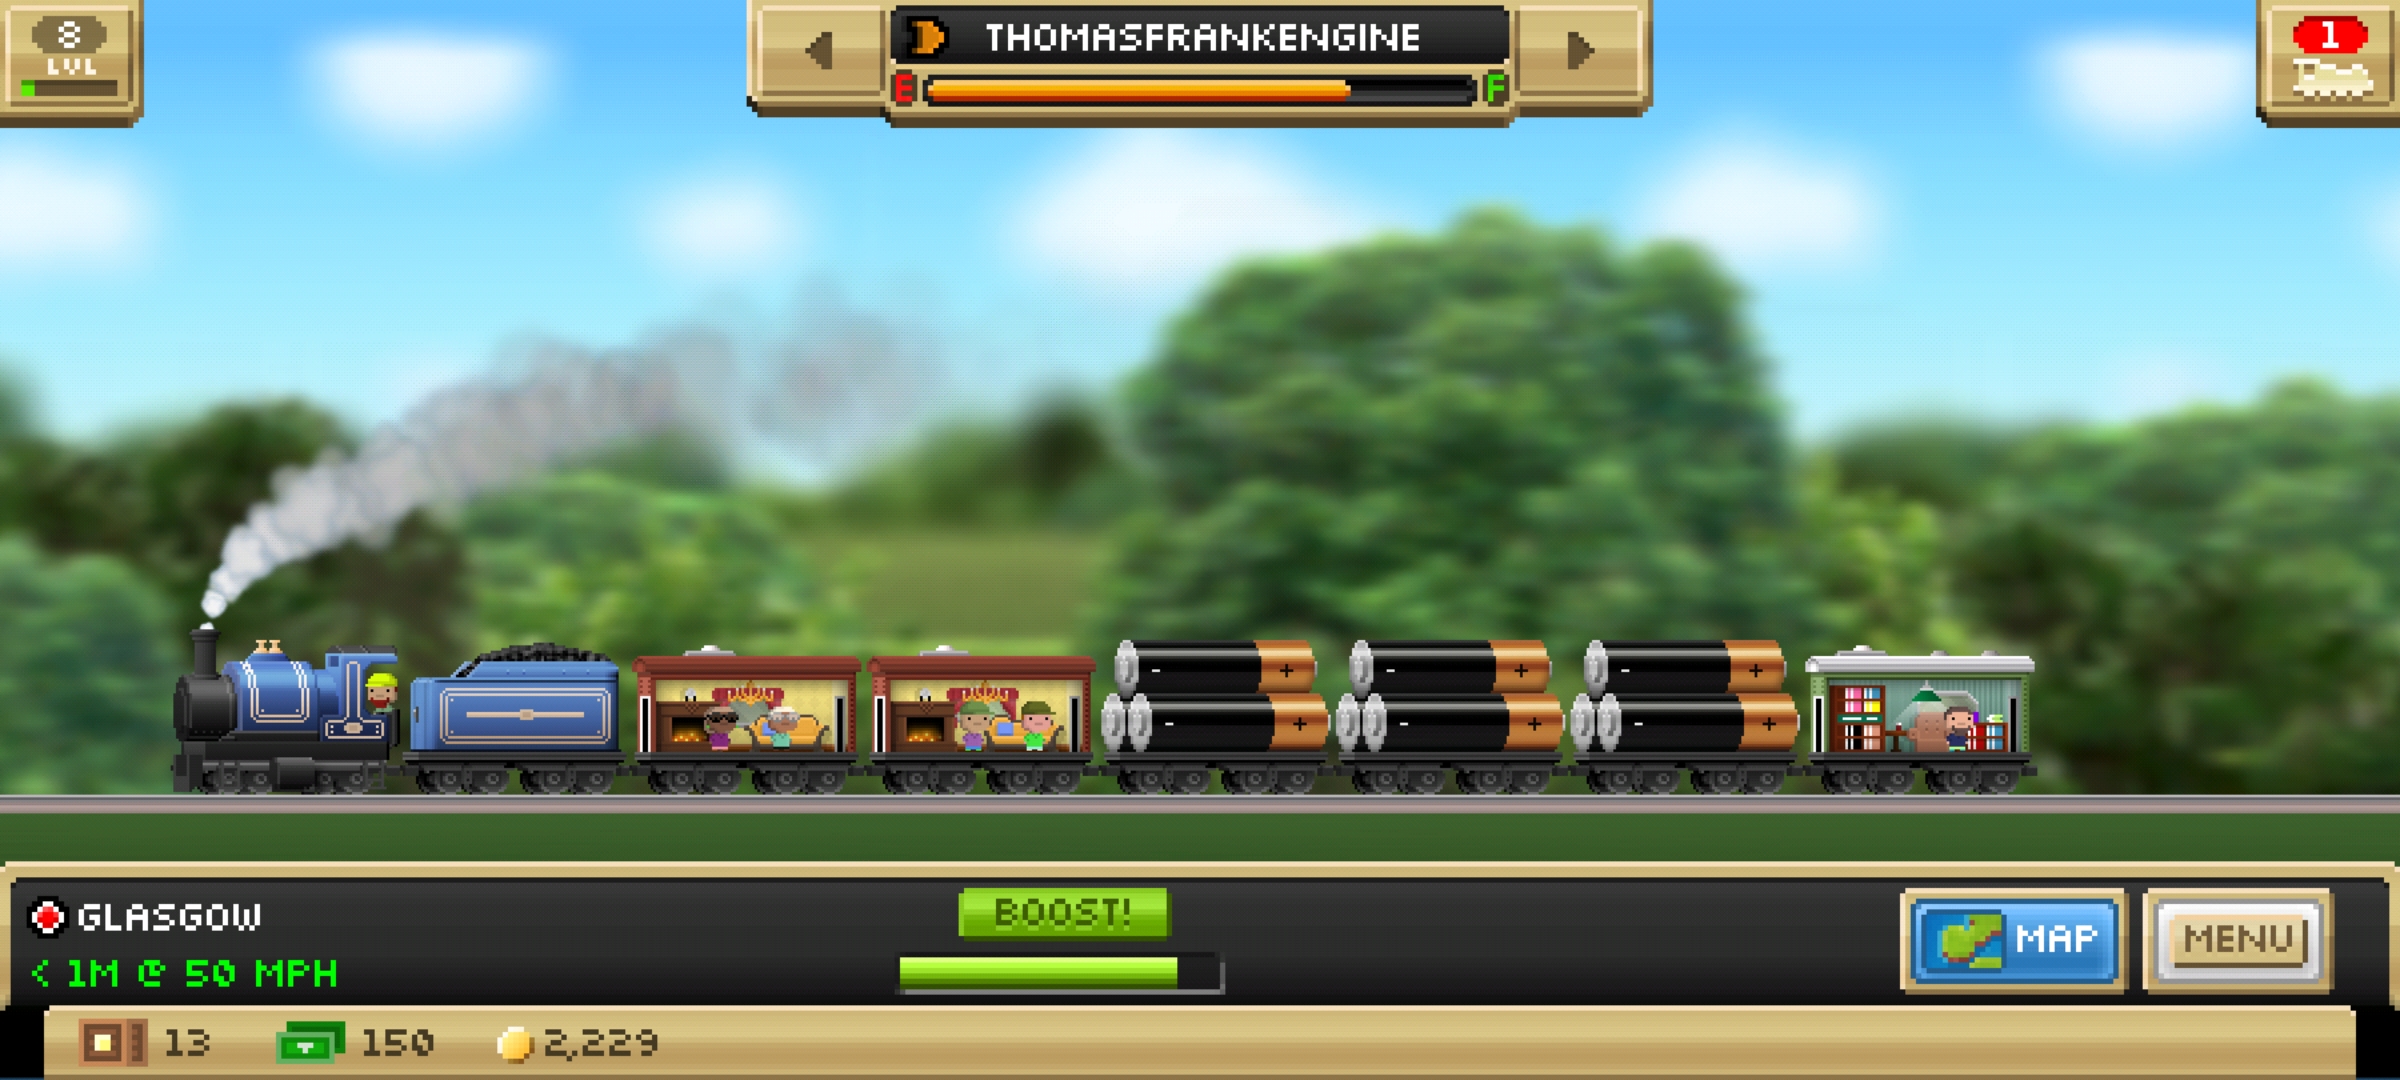 8
LVL
THOMASFRANKENGINE
E F
1
- +
- +
- +
- +
- +
- +
GLASGOW
< 1M @ 50 MPH
BOOST!
MAP
MENU
13
150
2,229